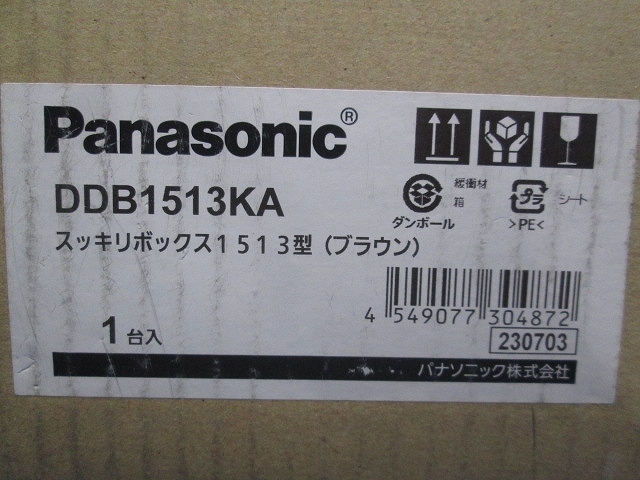 Panasonic®
DDB1513KA
緩衝材
箱
ダンボール
プラ
シート
>PE<
スッキリボックス1513型（ブラウン）
1台入
4 549077 304872
230703
パナソニック株式会社